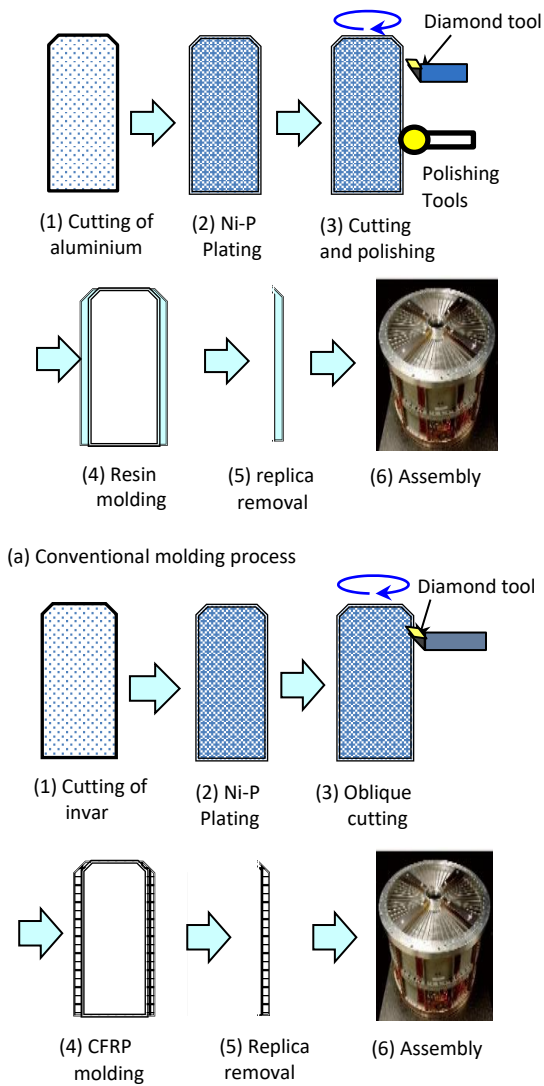 Diamond tool
Polishing
Tools
(1) Cutting of
aluminium
(2) Ni-P
Plating
(3) Cutting
and polishing
(4) Resin
molding
(5) replica
removal
(6) Assembly
(a) Conventional molding process
Diamond tool
(1) Cutting of
invar
(2) Ni-P
Plating
(3) Oblique
cutting
(4) CFRP
molding
(5) Replica
removal
(6) Assembly